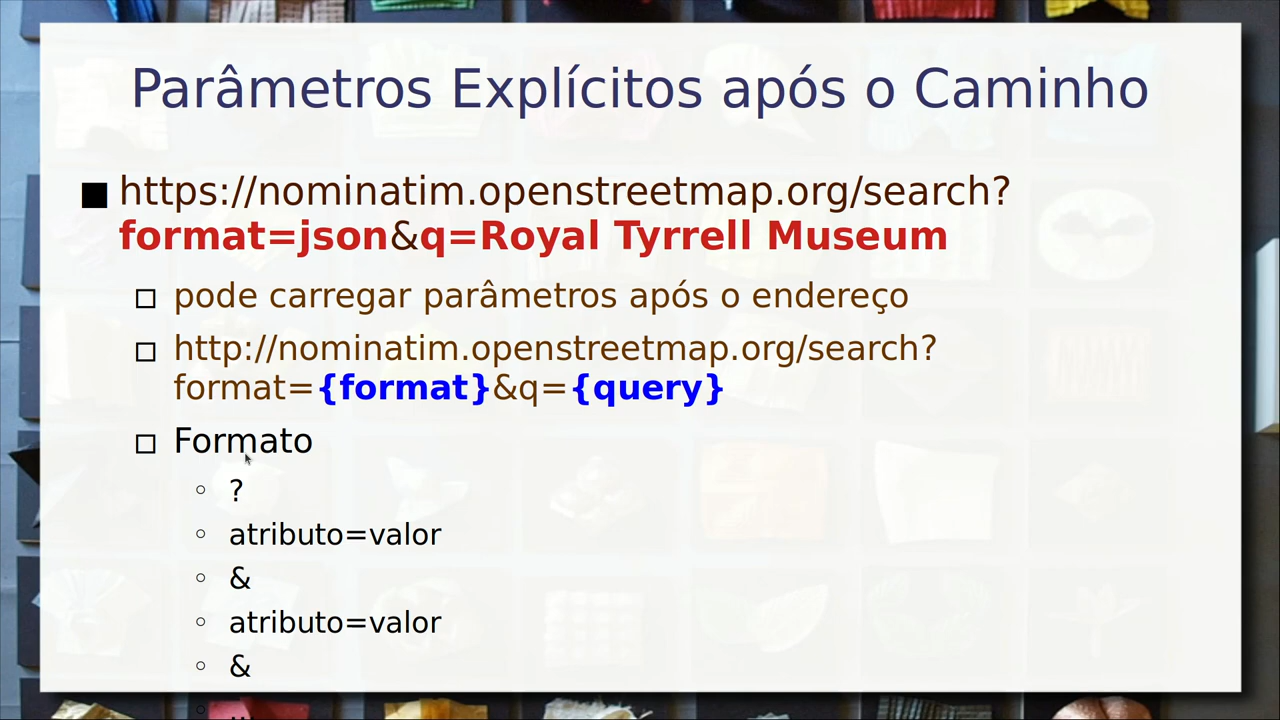 Parâmetros Explícitos após o Caminho
https://nominatim.openstreetmap.org/search?
format=json&q=Royal Tyrrell Museum
pode carregar parâmetros após o endereço
http://nominatim.openstreetmap.org/search?
format={format}&q={query}
Formato
?
atributo=valor
&
atributo=valor
&
...